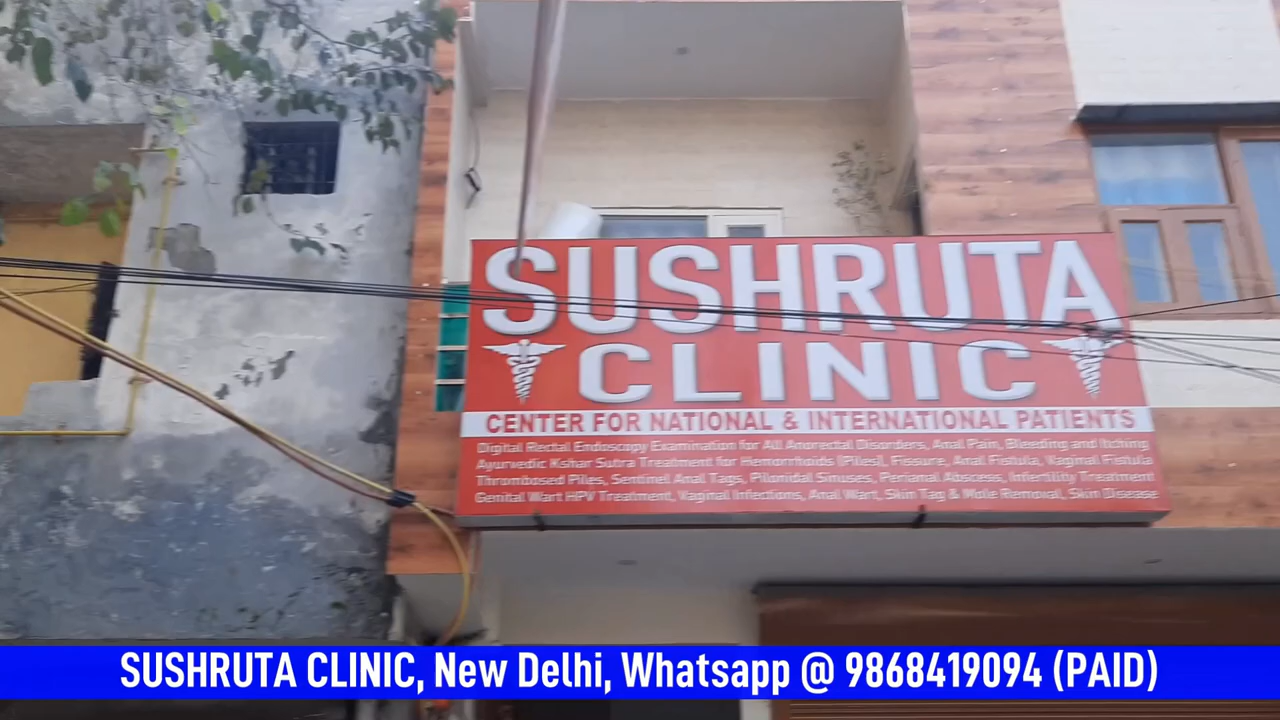 SUSHRUTA
CLINIC
CENTER FOR NATIONAL & INTERNATIONAL PATIENTS
Digital Rectal Endoscopy Examination for All Anorectal Disorders, Anal Pain, Bleeding and Itching
Ayurvedic Kshar Sutra Treatment for Hemorrhoids (Piles), Fissure, Anal Fistula, Vaginal Fistula
Thrombosed Piles, Sentinel Anal Tags, Pilonidal Sinuses, Perianal Abscess, Infertility Treatment
Genital Wart HPV Treatment, Vaginal Infections, Anal Wart, Skin Tag & Mole Removal, Skin Disease
SUSHRUTA CLINIC, New Delhi, Whatsapp @ 9868419094 (PAID)